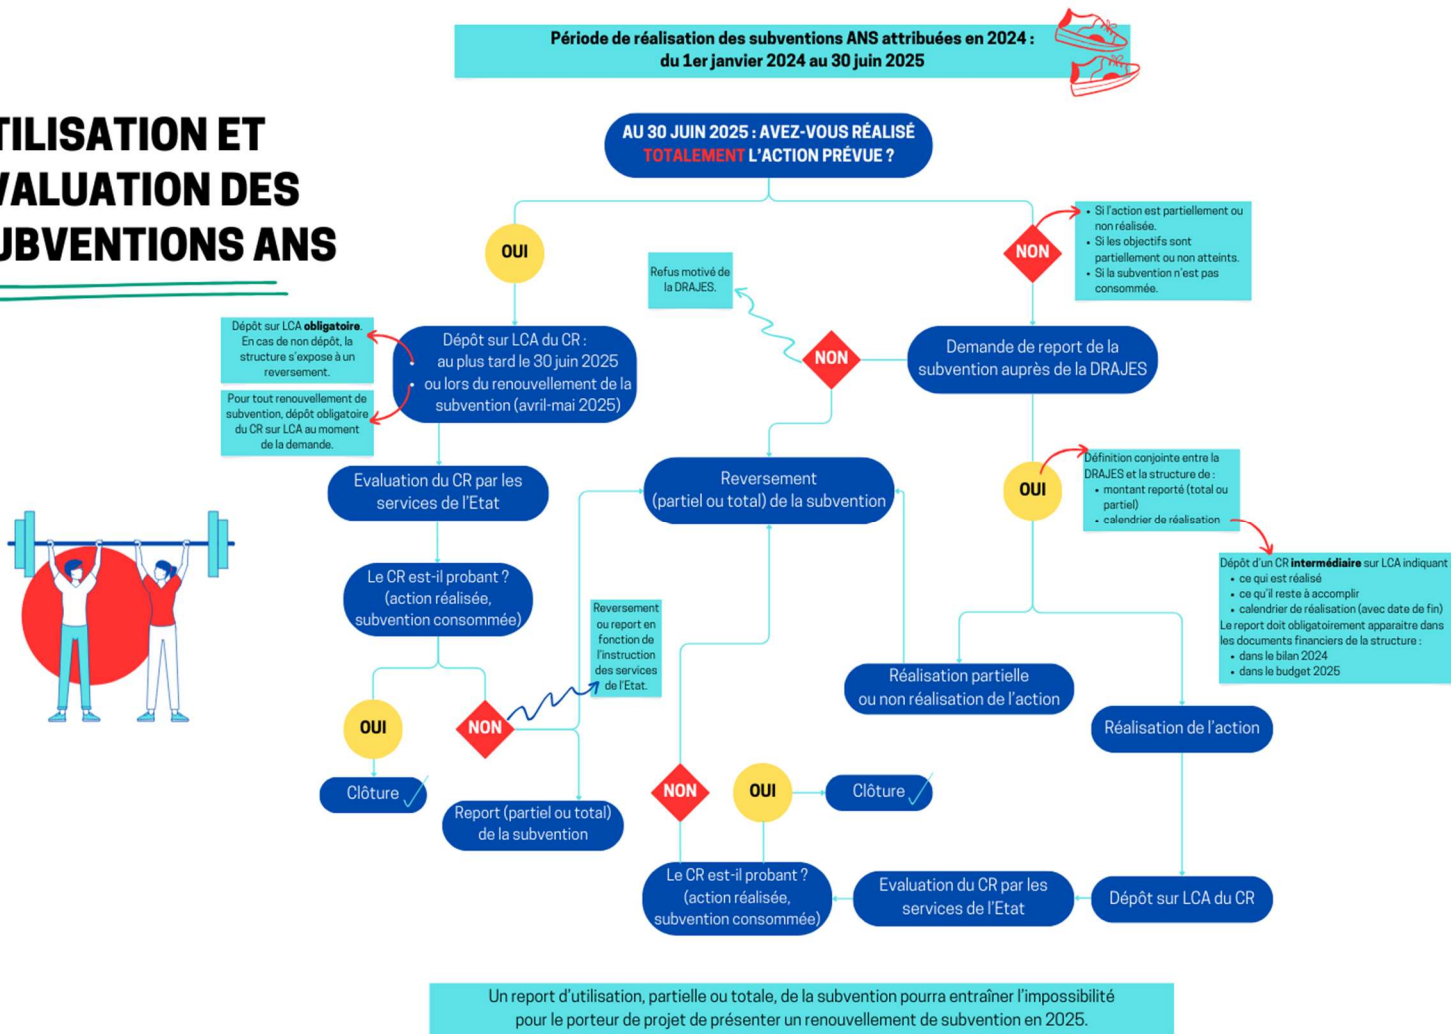 Période de réalisation des subventions ANS attribuées en 2024 :
du 1er janvier 2024 au 30 juin 2025
TILISATION ET
VALUATION DES
UBVENTIONS ANS
AU 30 JUIN 2025 : AVEZ-VOUS RÉALISÉ
TOTALEMENT L'ACTION PRÉVUE ?
OUI
NON
• Si l'action est partiellement ou
non réalisée.
• Si les objectifs sont
partiellement ou non atteints.
• Si la subvention n'est pas
consommée.
Refus motivé de
la DRAJES.
Dépôt sur LCA obligatoire.
En cas de non dépôt, la
structure s'expose à un
reversement.
Pour tout renouvellement de
subvention, dépôt obligatoire
du CR sur LCA au moment
de la demande.
Dépôt sur LCA du CR :
• au plus tard le 30 juin 2025
• ou lors du renouvellement de la
subvention (avril-mai 2025)
NON
Demande de report de la
subvention auprès de la DRAJES
Evaluation du CR par les
services de l'Etat
Reversement
(partiel ou total) de la subvention
OUI
Définition conjointe entre la
DRAJES et la structure de :
• montant reporté (total ou
partiel)
• calendrier de réalisation
Dépôt d'un CR intermédiaire sur LCA indiquant
• ce qui est réalisé
• ce qu'il reste à accomplir
• calendrier de réalisation (avec date de fin)
Le report doit obligatoirement apparaitre dans
les documents financiers de la structure :
• dans le bilan 2024
• dans le budget 2025
Le CR est-il probant ?
(action réalisée,
subvention consommée)
Reversement
ou report en
fonction de
l'instruction
des services
de l'Etat.
Réalisation partielle
ou non réalisation de l'action
Réalisation de l'action
OUI
NON
Clôture
Report (partiel ou total)
de la subvention
NON
OUI
Clôture
Le CR est-il probant ?
(action réalisée,
subvention consommée)
Evaluation du CR par les
services de l'Etat
Dépôt sur LCA du CR
Un report d'utilisation, partielle ou totale, de la subvention pourra entraîner l'impossibilité
pour le porteur de projet de présenter un renouvellement de subvention en 2025.